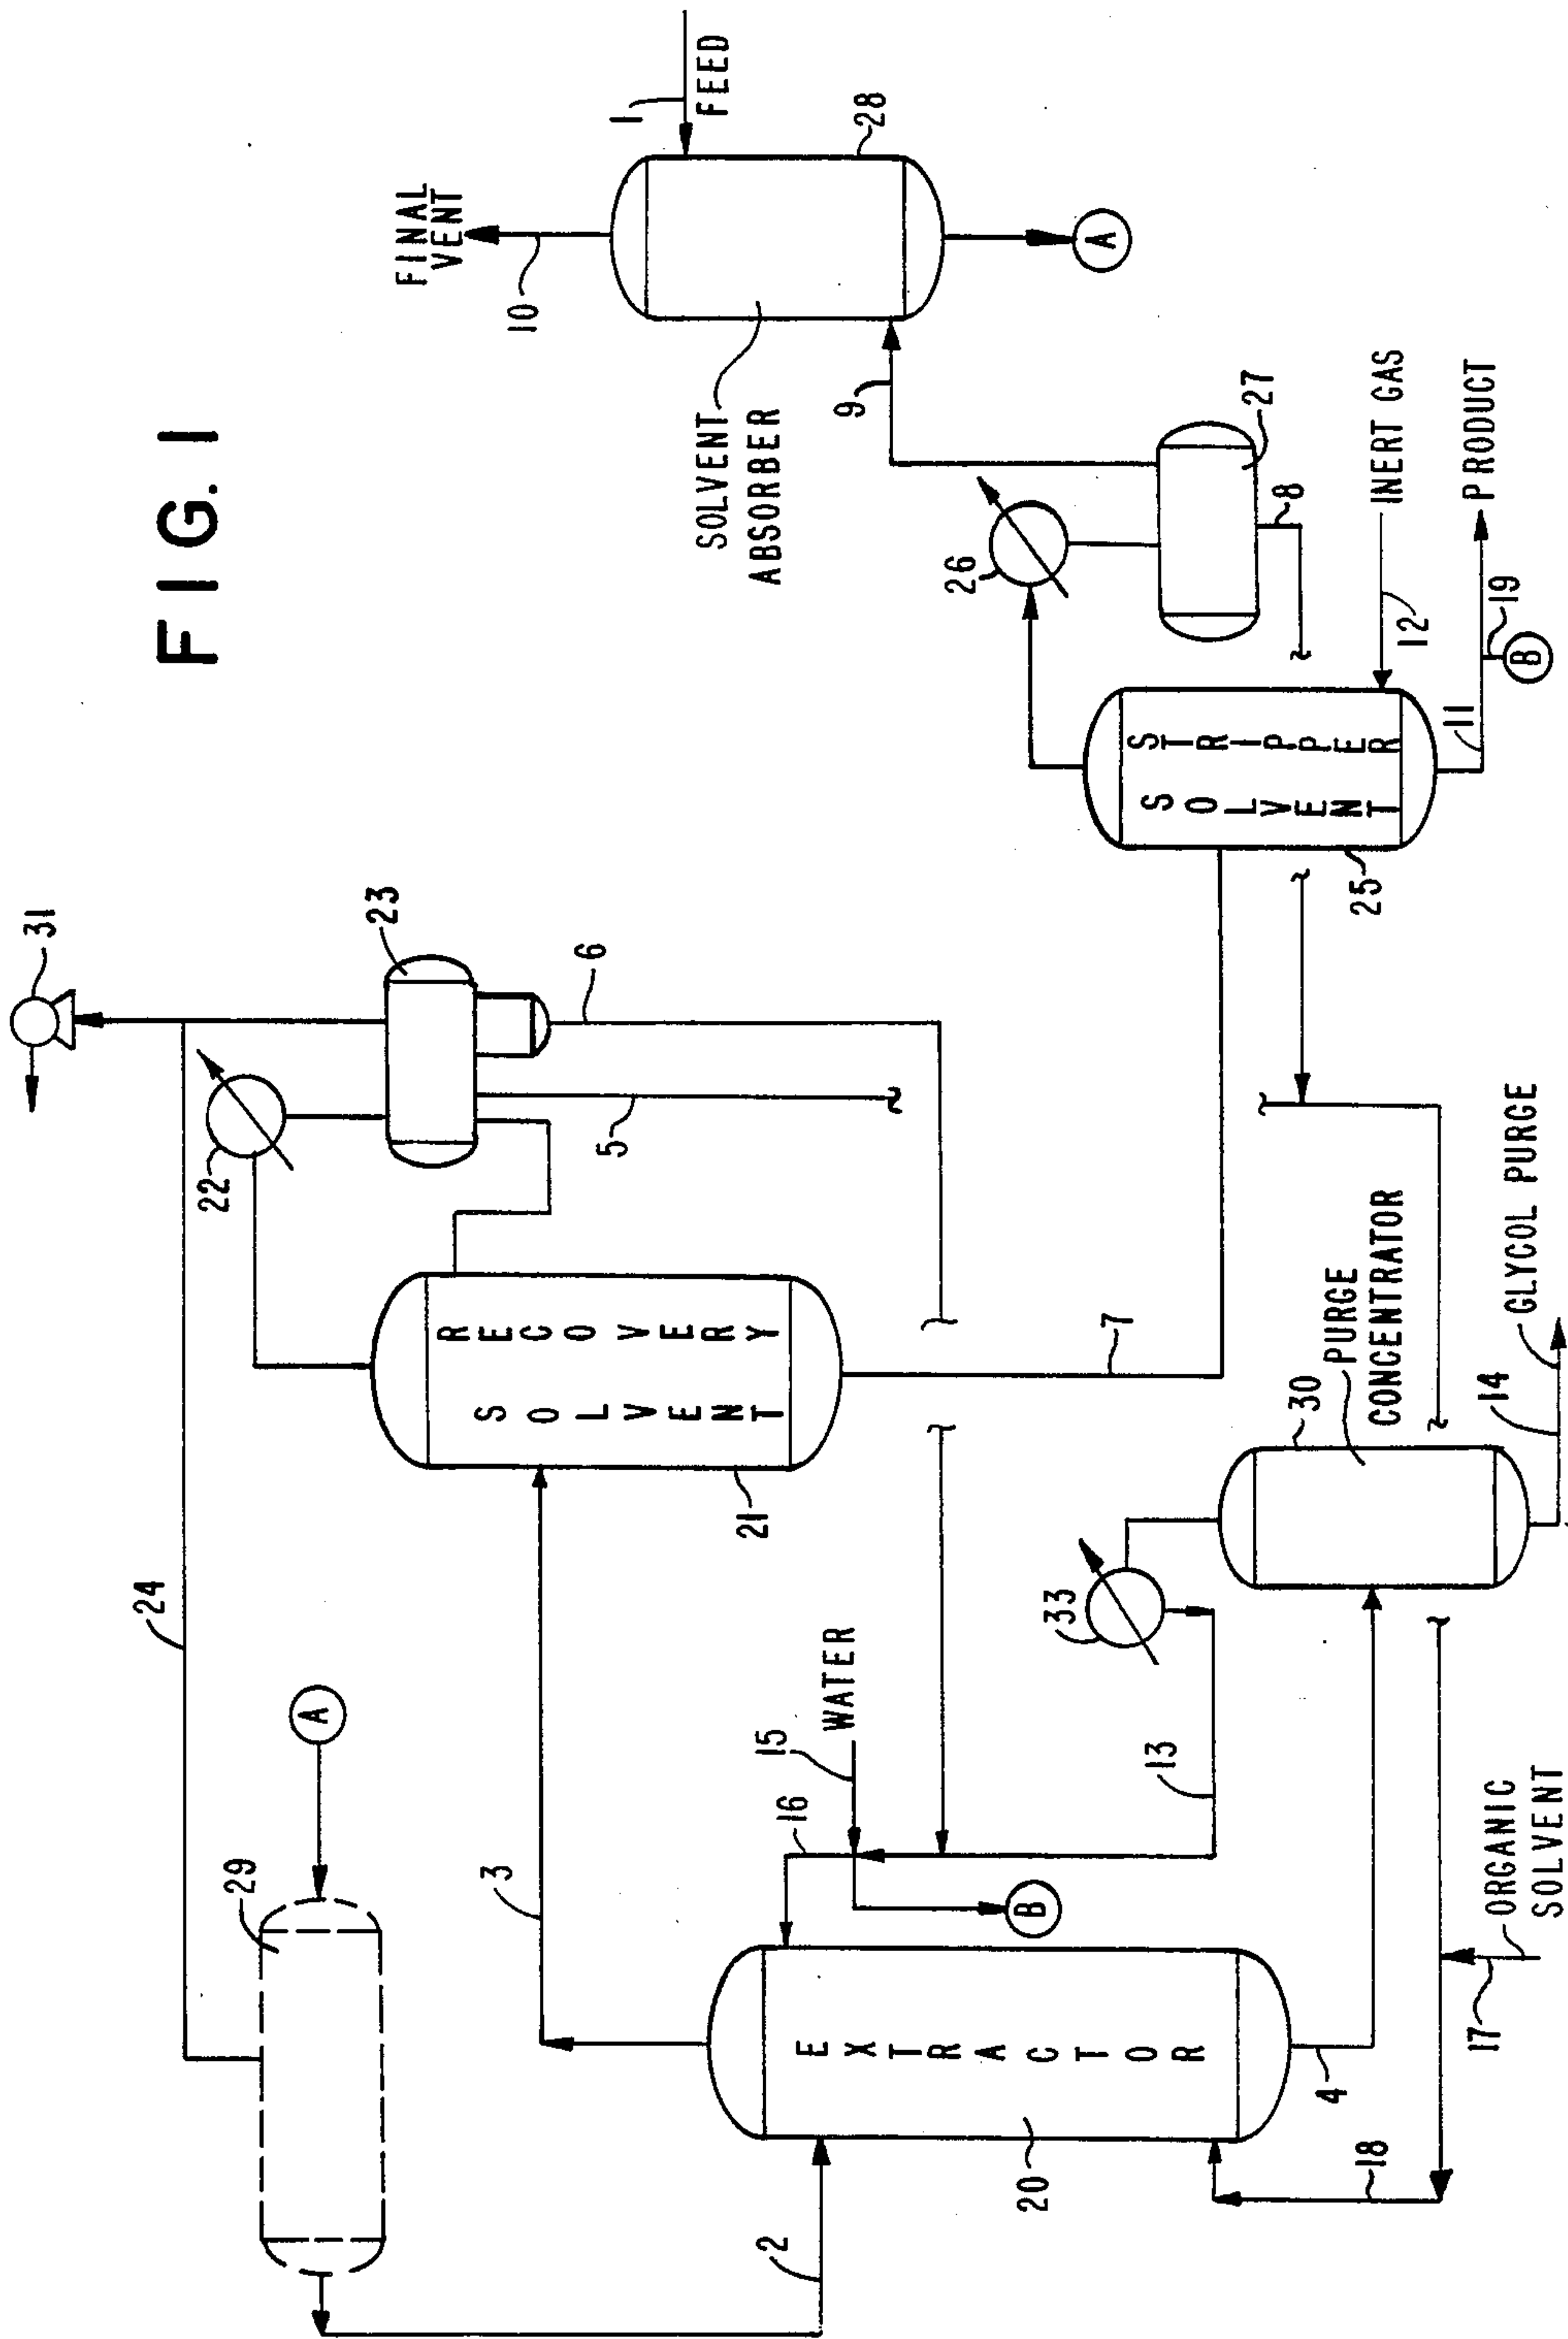 FIG. 1
31
24
22
23
29
A
3
21
SOLVENT
RECOVERY
5
6
FINAL
VENT
10
1
FEED
28
SOLVENT
ABSORBER
A
9
2
20
EXTRACTOR
16
15
WATER
B
33
13
7
26
27
8
25
SOLVENT
STRIPPER
12
INERT GAS
11
19
B
PRODUCT
4
18
17
ORGANIC
SOLVENT
30
PURGE
CONCENTRATOR
14
GLYCOL PURGE